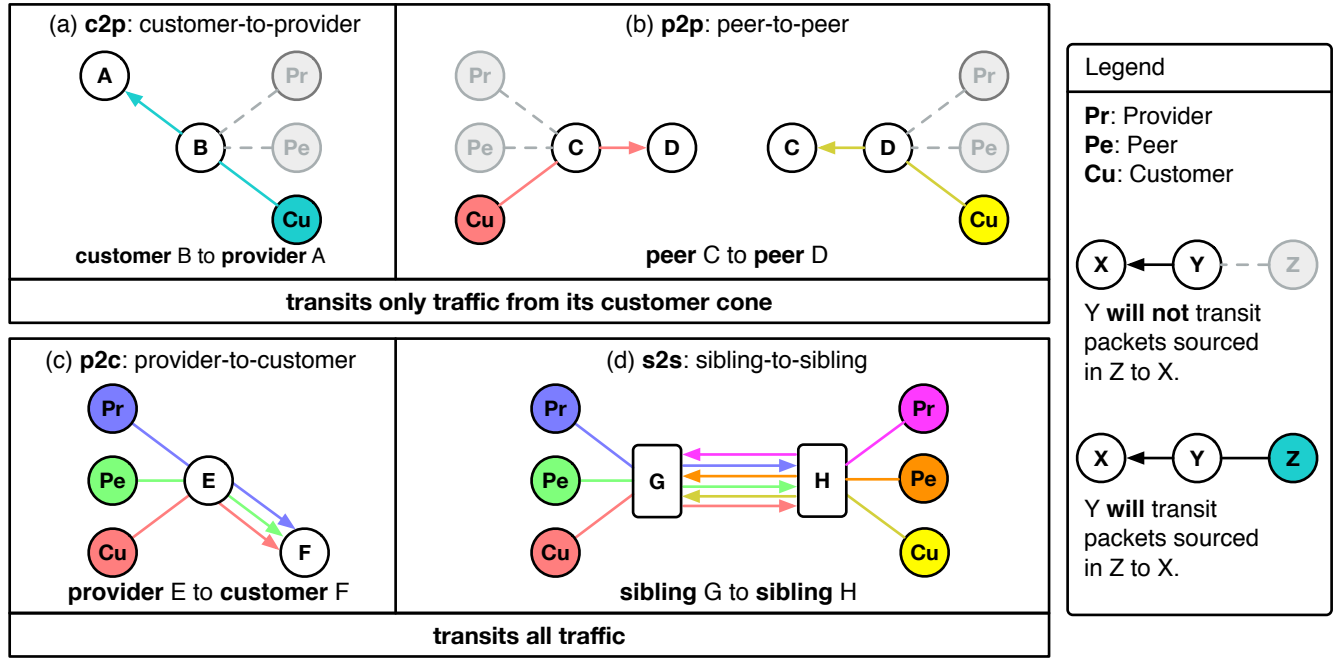 (a) c2p: customer-to-provider
A
Pr
B
Pe
Cu
customer B to provider A
(b) p2p: peer-to-peer
Pr
Pe
C
D
Cu
Pr
C
D
Pe
Cu
peer C to peer D
transits only traffic from its customer cone
(c) p2c: provider-to-customer
Pr
Pe
E
Cu
F
provider E to customer F
(d) s2s: sibling-to-sibling
Pr
Pe
G
Cu
Pr
H
Pe
Cu
sibling G to sibling H
transits all traffic
Legend
Pr: Provider
Pe: Peer
Cu: Customer
X
Y
Z
Y will not transit
packets sourced
in Z to X.
X
Y
Z
Y will transit
packets sourced
in Z to X.